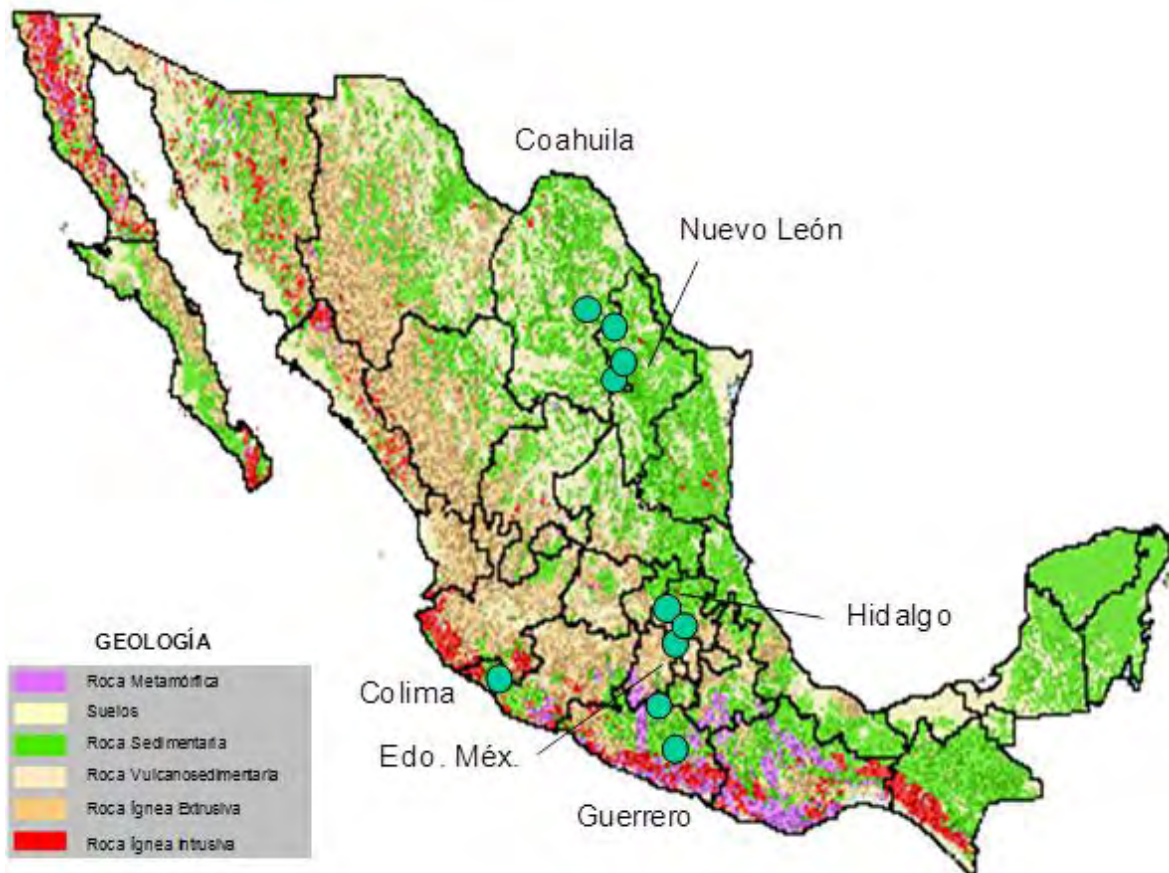 Coahuila
Nuevo León
Hidalgo
Colima
Edo. Méx.
Guerrero
GEOLOGÍA
Roca Metamórfica
Suelos
Roca Sedimentaria
Roca Vulcanosedimentaria
Roca Ígnea Extrusiva
Roca Ígnea Intrusiva